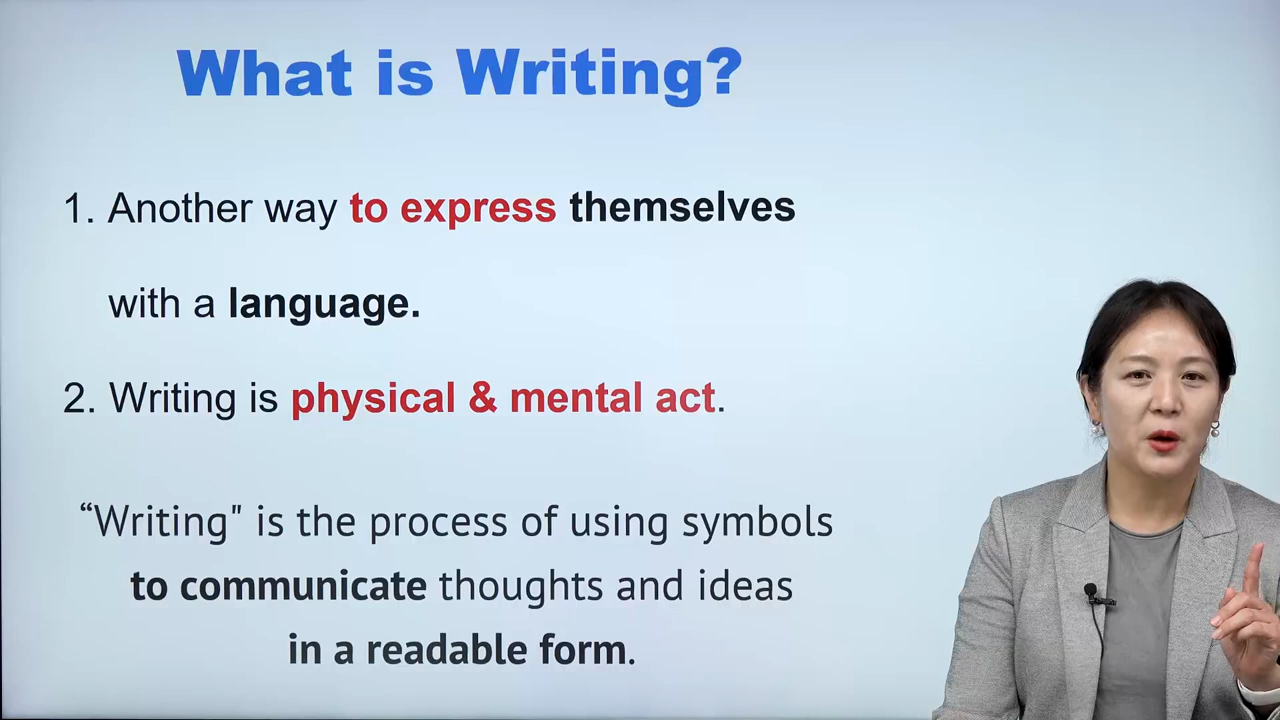 What is Writing?
1. Another way to express themselves
with a language.
2. Writing is physical & mental act.
“Writing" is the process of using symbols
to communicate thoughts and ideas
in a readable form.